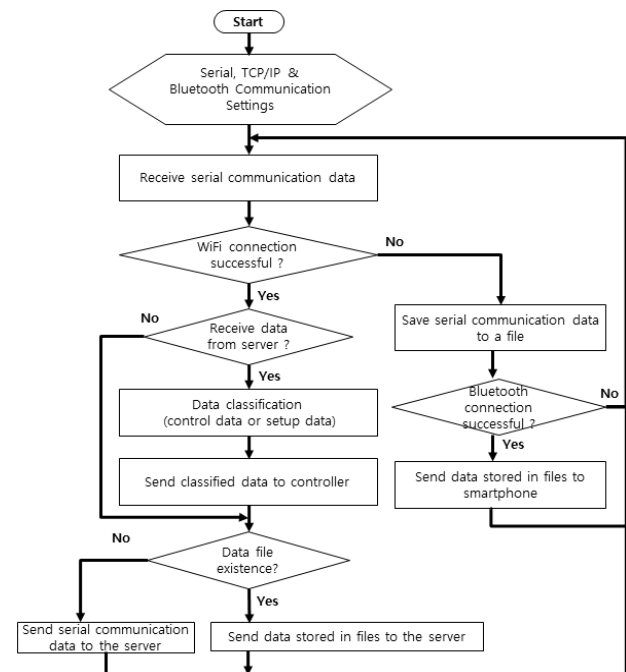 Start
Serial, TCP/IP &
Bluetooth Communication
Settings
Receive serial communication data
WiFi connection
successful ?
No
Yes
No
Receive data
from server ?
Save serial communication data
to a file
Yes
Data classification
(control data or setup data)
Bluetooth
connection
successful ?
No
Yes
Send classified data to controller
Send data stored in files to
smartphone
No
Data file
existence?
Yes
Send serial communication
data to the server
Send data stored in files to the server